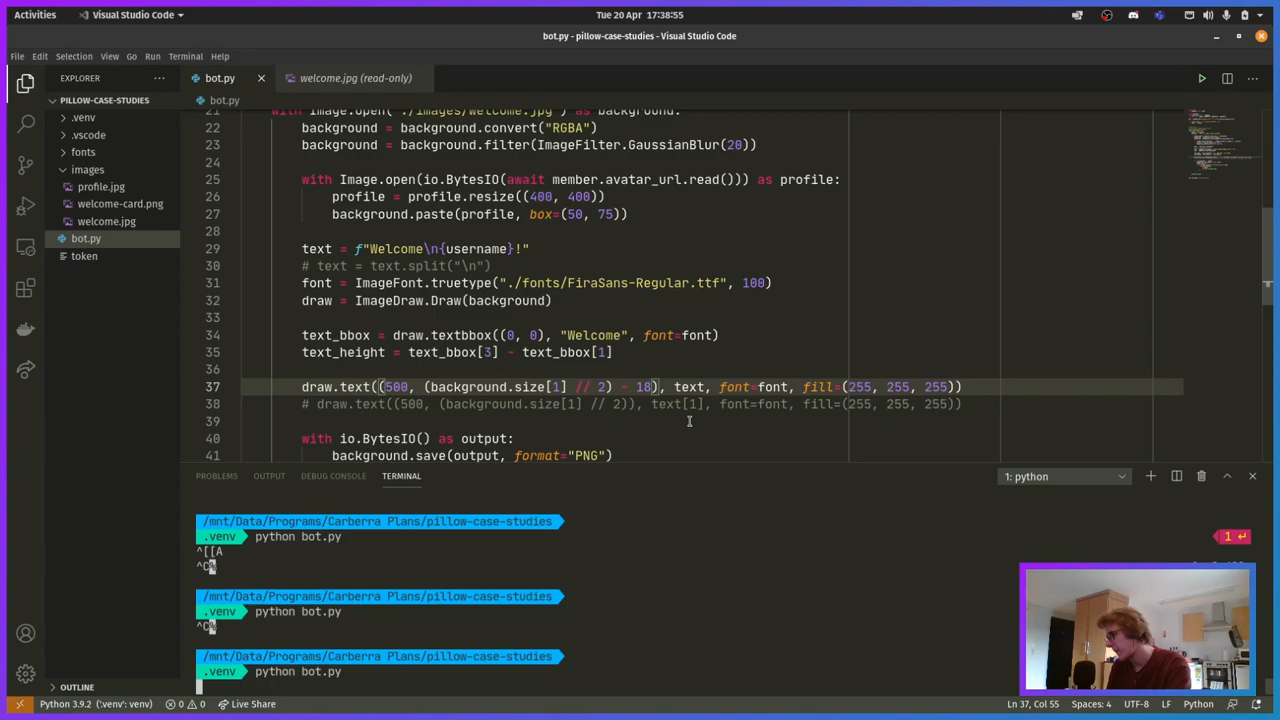 Activities
Visual Studio Code
Tue 20 Apr 17:38:55
bot.py - pillow-case-studies - Visual Studio Code
File Edit Selection View Go Run Terminal Help
EXPLORER
bot.py
welcome.jpg (read-only)
PILLOW-CASE-STUDIES
.venv
.vscode
fonts
images
profile.jpg
welcome-card.png
welcome.jpg
bot.py
token
OUTLINE
bot.py
21 with Image.open("./images/welcome.jpg") as background:
22 background = background.convert("RGBA")
23 background = background.filter(ImageFilter.GaussianBlur(20))
24
25 with Image.open(io.BytesIO(await member.avatar_url.read())) as profile:
26 profile = profile.resize((400, 400))
27 background.paste(profile, box=(50, 75))
28
29 text = f"Welcome\n{username}!"
30 # text = text.split("\n")
31 font = ImageFont.truetype("./fonts/FiraSans-Regular.ttf", 100)
32 draw = ImageDraw.Draw(background)
33
34 text_bbox = draw.textbbox((0, 0), "Welcome", font=font)
35 text_height = text_bbox[3] - text_bbox[1]
36
37 draw.text((500, (background.size[1] // 2) - 18), text, font=font, fill=(255, 255, 255))
38 # draw.text((500, (background.size[1] // 2)), text[1], font=font, fill=(255, 255, 255))
39
40 with io.BytesIO() as output:
41 background.save(output, format="PNG")
PROBLEMS OUTPUT DEBUG CONSOLE TERMINAL
1: python
/mnt/Data/Programs/Carberra Plans/pillow-case-studies
.venv python bot.py
1 ↵
^[[A
^C%
/mnt/Data/Programs/Carberra Plans/pillow-case-studies
.venv python bot.py
^C%
/mnt/Data/Programs/Carberra Plans/pillow-case-studies
.venv python bot.py
Python 3.9.2 ('.venv': venv)
0
0
Live Share
Ln 37, Col 55
Spaces: 4
UTF-8
LF
Python